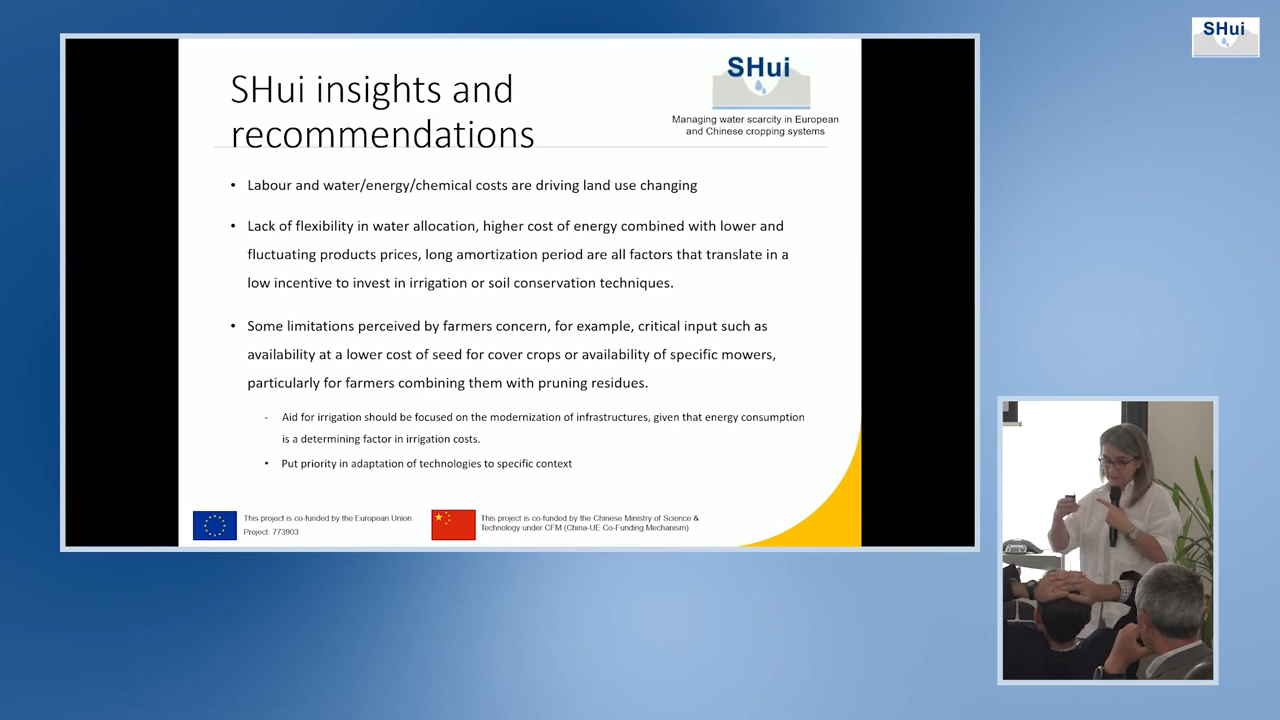 SHui insights and
recommendations
SHui
Managing water scarcity in European
and Chinese cropping systems
• Labour and water/energy/chemical costs are driving land use changing
• Lack of flexibility in water allocation, higher cost of energy combined with lower and
fluctuating products prices, long amortization period are all factors that translate in a
low incentive to invest in irrigation or soil conservation techniques.
• Some limitations perceived by farmers concern, for example, critical input such as
availability at a lower cost of seed for cover crops or availability of specific mowers,
particularly for farmers combining them with pruning residues.
- Aid for irrigation should be focused on the modernization of infrastructures, given that energy consumption
is a determining factor in irrigation costs.
• Put priority in adaptation of technologies to specific context
This project is co-funded by the European Union
Project: 773903
This project is co-funded by the Chinese Ministry of Science &
Technology under CFM (China-UE Co-Funding Mechanism)
SHui